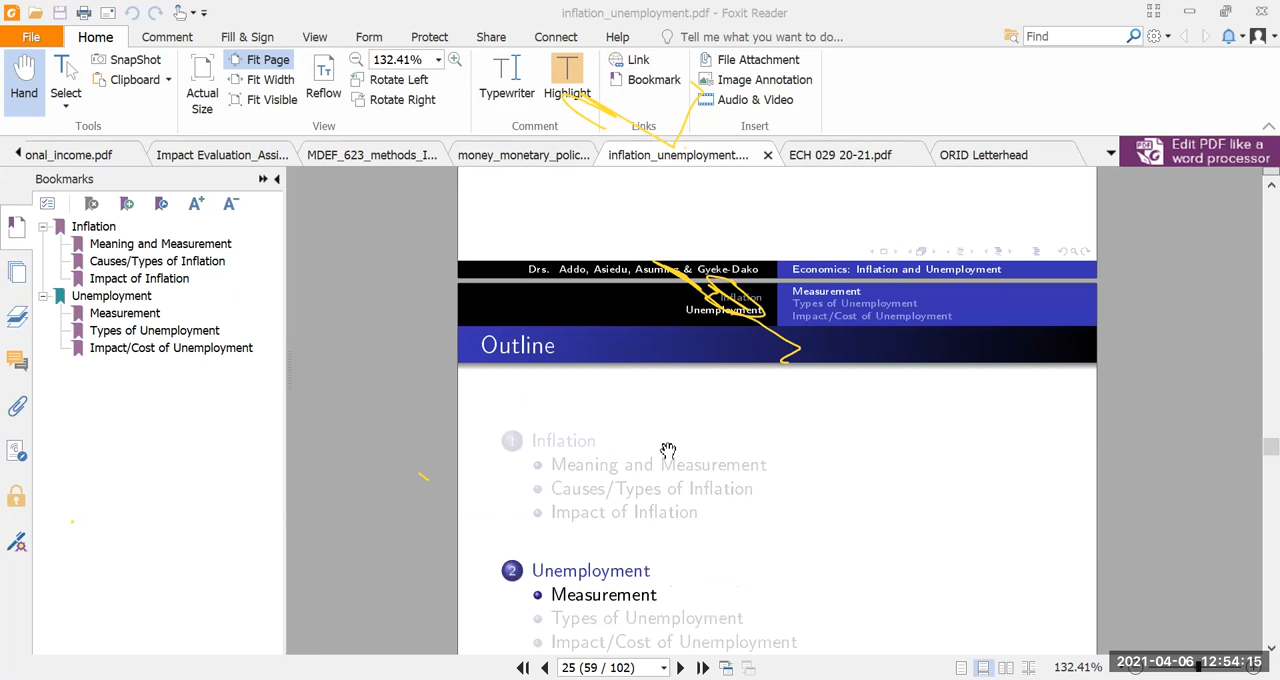 inflation_unemployment.pdf - Foxit Reader
File Home Comment Fill & Sign View Form Protect Share Connect Help Tell me what you want to do... Find
SnapShot Fit Page 132.41% Link File Attachment
Hand Select Clipboard Actual Size Fit Width Reflow Rotate Left Typewriter Highlight Bookmark Image Annotation
Fit Visible Rotate Right Audio & Video
Tools View Comment Links Insert
onal_income.pdf Impact Evaluation_Assi... MDEF_623_methods_I... money_monetary_polic... inflation_unemployment.... ECH 029 20-21.pdf ORID Letterhead Edit PDF like a
word processor
Bookmarks
Inflation
Meaning and Measurement
Causes/Types of Inflation
Impact of Inflation
Unemployment
Measurement
Types of Unemployment
Impact/Cost of Unemployment
Drs. Addo, Asiedu, Asuming & Gyeke-Dako Economics: Inflation and Unemployment
Inflation
Unemployment
Measurement
Types of Unemployment
Impact/Cost of Unemployment
Outline
1 Inflation
Meaning and Measurement
Causes/Types of Inflation
Impact of Inflation
2 Unemployment
Measurement
Types of Unemployment
Impact/Cost of Unemployment
25 (59 / 102) 132.41% 2021-04-06 12:54:15